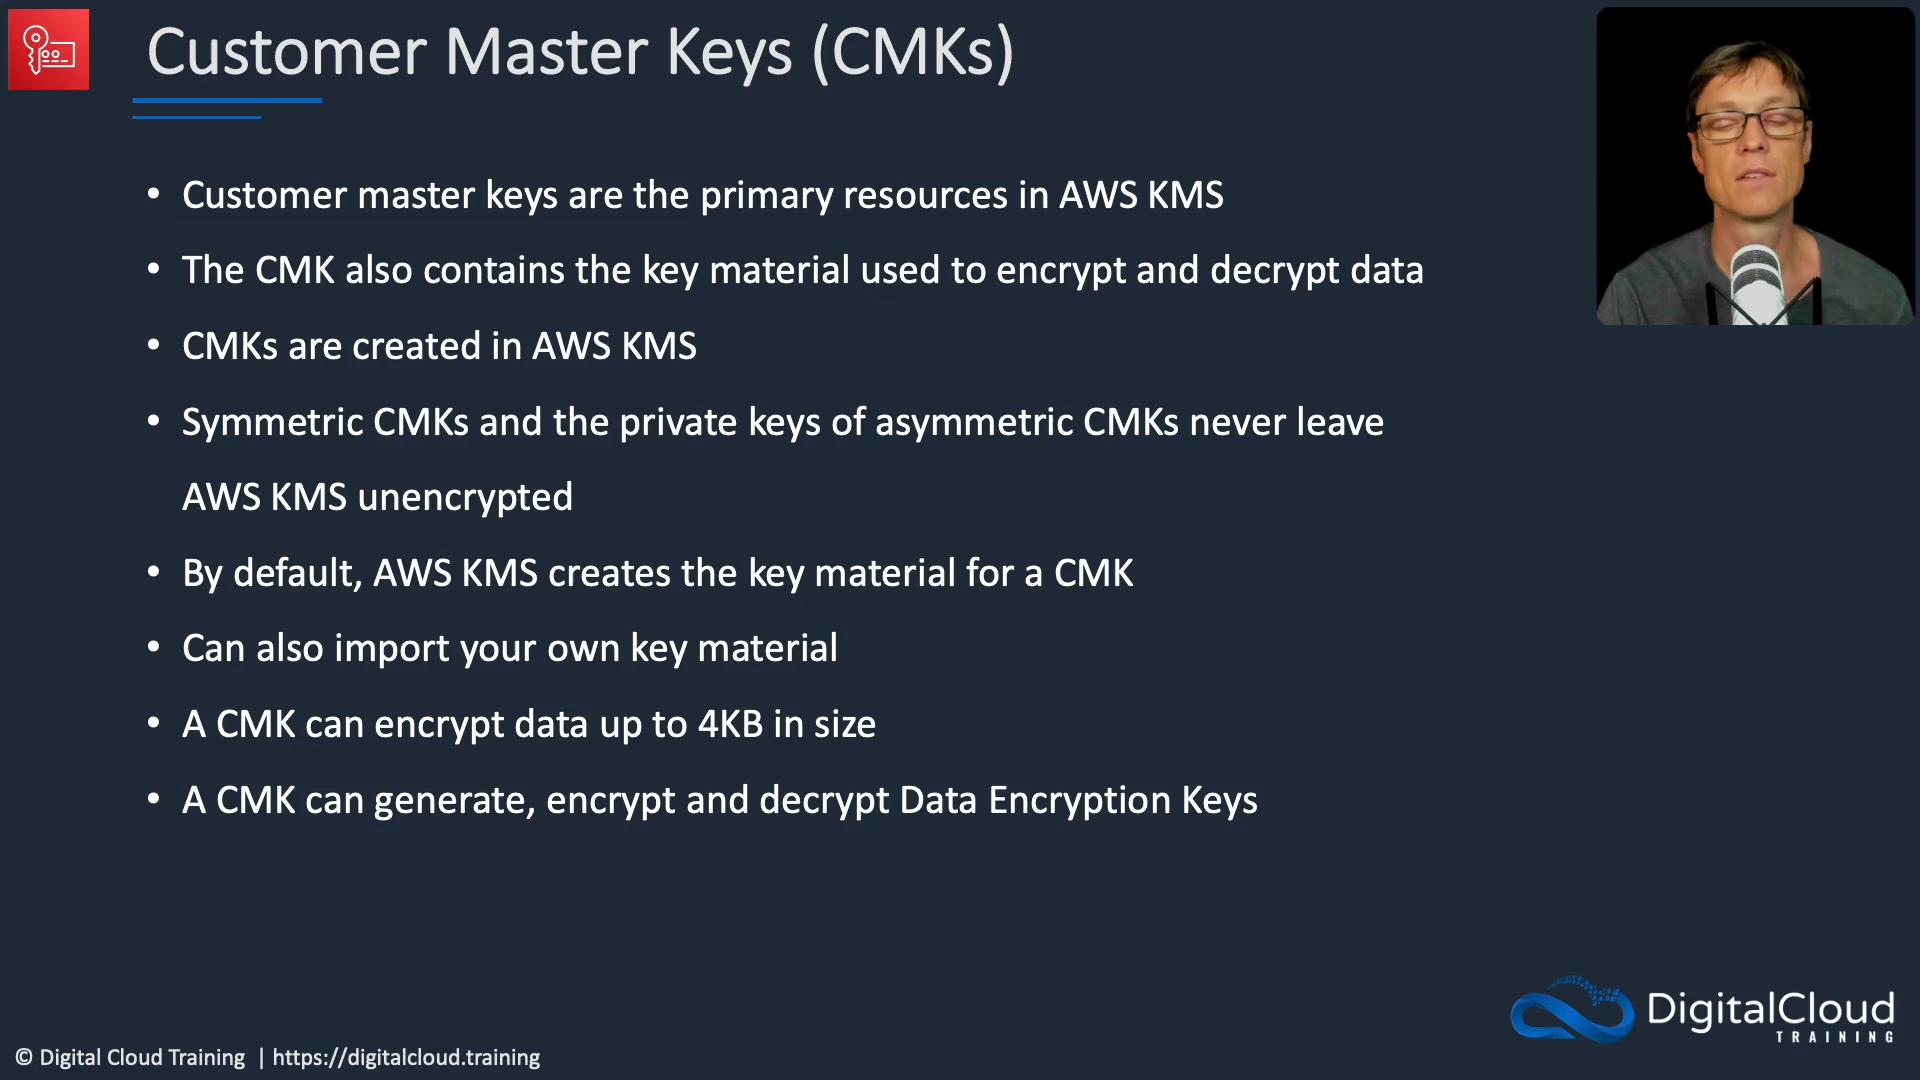 Customer Master Keys (CMKs)
• Customer master keys are the primary resources in AWS KMS
• The CMK also contains the key material used to encrypt and decrypt data
• CMKs are created in AWS KMS
• Symmetric CMKs and the private keys of asymmetric CMKs never leave
AWS KMS unencrypted
• By default, AWS KMS creates the key material for a CMK
• Can also import your own key material
• A CMK can encrypt data up to 4KB in size
• A CMK can generate, encrypt and decrypt Data Encryption Keys
DigitalCloud
TRAINING
© Digital Cloud Training | https://digitalcloud.training